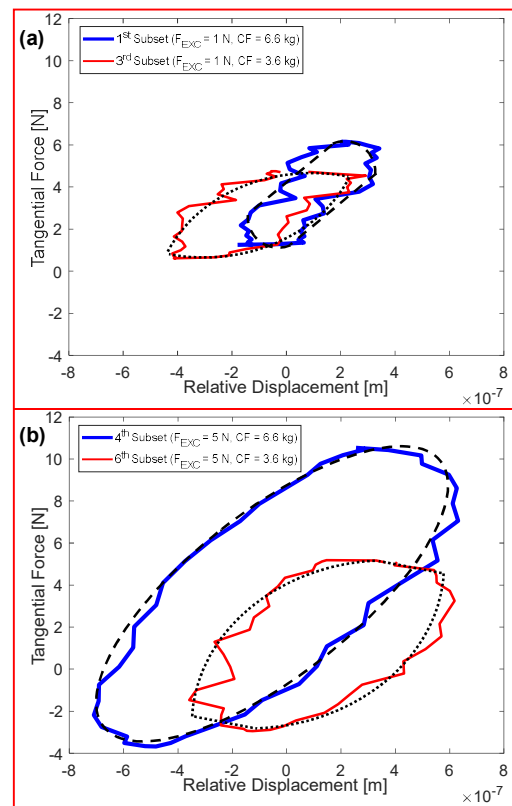 (a)
1st Subset (FEXC = 1 N, CF = 6.6 kg)
3rd Subset (FEXC = 1 N, CF = 3.6 kg)
Tangential Force [N]
12
10
8
6
4
2
0
-2
-4
-8 -6 -4 -2 0 2 4 6 8
Relative Displacement [m]
×10-7
(b)
4th Subset (FEXC = 5 N, CF = 6.6 kg)
6th Subset (FEXC = 5 N, CF = 3.6 kg)
Tangential Force [N]
12
10
8
6
4
2
0
-2
-4
-8 -6 -4 -2 0 2 4 6 8
Relative Displacement [m]
×10-7